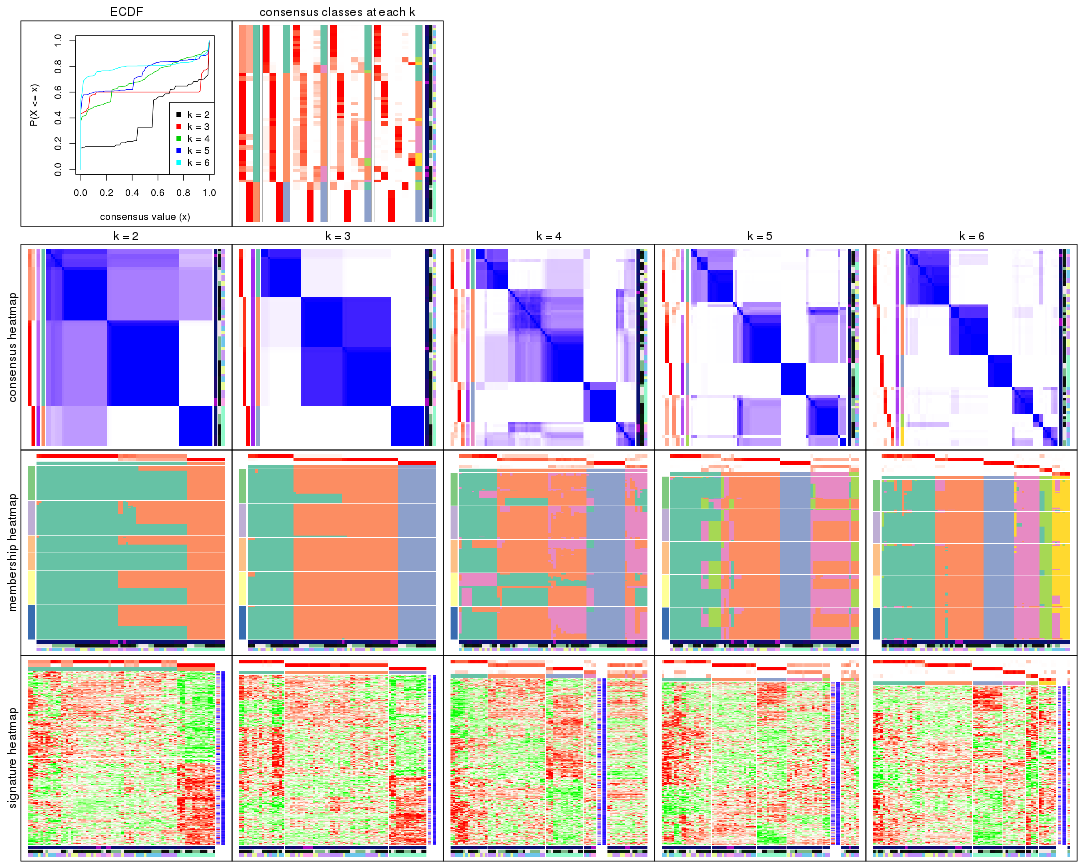 ECDF
consensus classes at each k
P(X <= x)
0.0 0.2 0.4 0.6 0.8 1.0
k = 2
k = 3
k = 4
k = 5
k = 6
0.0 0.2 0.4 0.6 0.8 1.0
consensus value (x)
k = 2 k = 3 k = 4 k = 5 k = 6
consensus heatmap
membership heatmap
signature heatmap